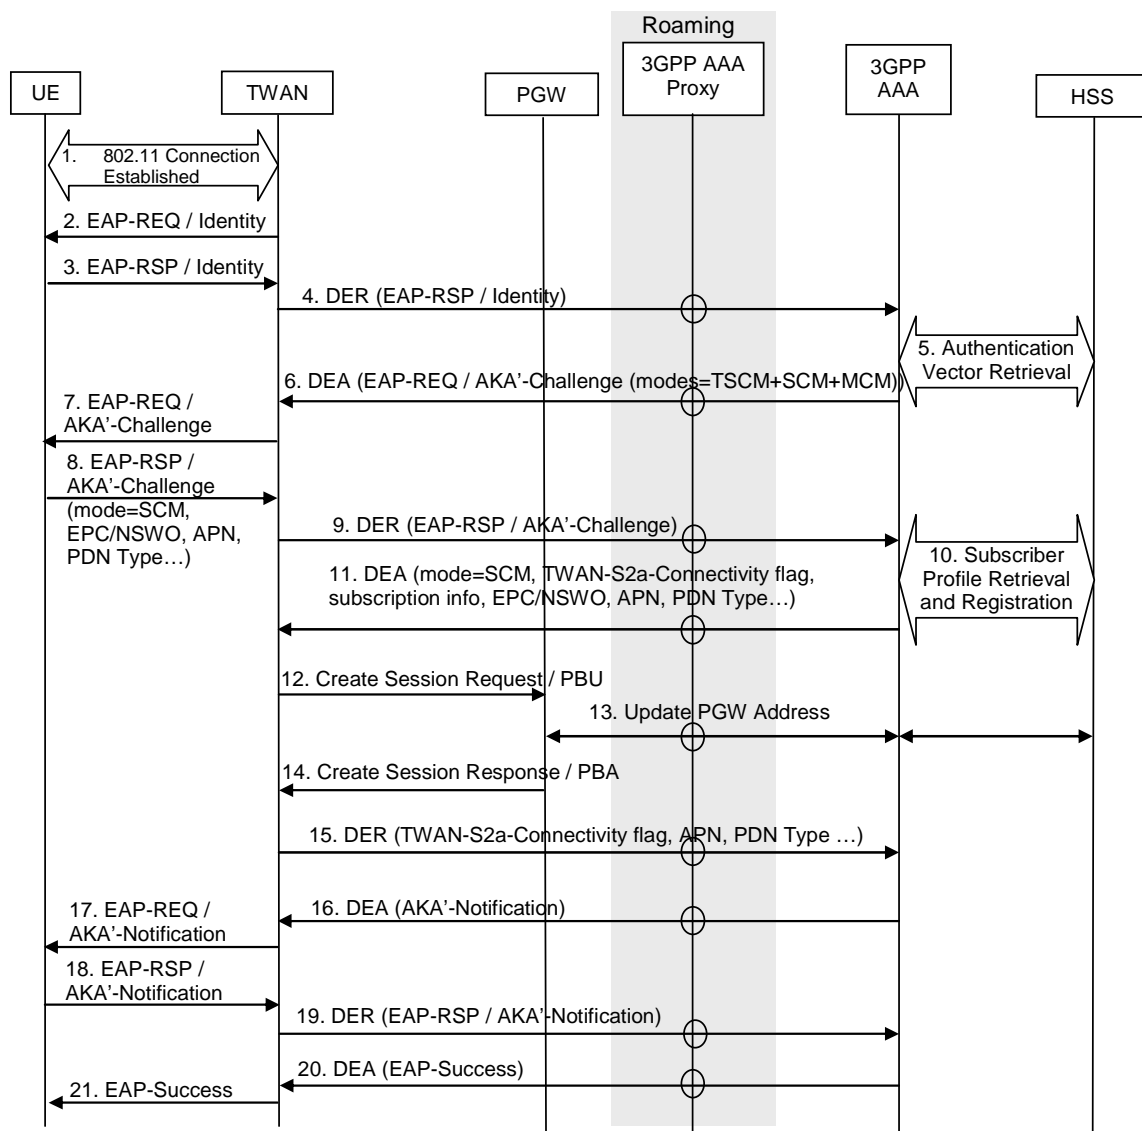 Roaming
UE
TWAN
PGW
3GPP AAA
Proxy
3GPP
AAA
HSS
1. 802.11 Connection
Established
2. EAP-REQ / Identity
3. EAP-RSP / Identity
4. DER (EAP-RSP / Identity)
5. Authentication
Vector Retrieval
6. DEA (EAP-REQ / AKA'-Challenge (modes=TSCM+SCM+MCM))
7. EAP-REQ /
AKA'-Challenge
8. EAP-RSP /
AKA'-Challenge
(mode=SCM,
EPC/NSWO, APN,
PDN Type…)
9. DER (EAP-RSP / AKA'-Challenge)
10. Subscriber
Profile Retrieval
and Registration
11. DEA (mode=SCM, TWAN-S2a-Connectivity flag,
subscription info, EPC/NSWO, APN, PDN Type…)
12. Create Session Request / PBU
13. Update PGW Address
14. Create Session Response / PBA
15. DER (TWAN-S2a-Connectivity flag, APN, PDN Type …)
16. DEA (AKA'-Notification)
17. EAP-REQ /
AKA'-Notification
18. EAP-RSP /
AKA'-Notification
19. DER (EAP-RSP / AKA'-Notification)
20. DEA (EAP-Success)
21. EAP-Success